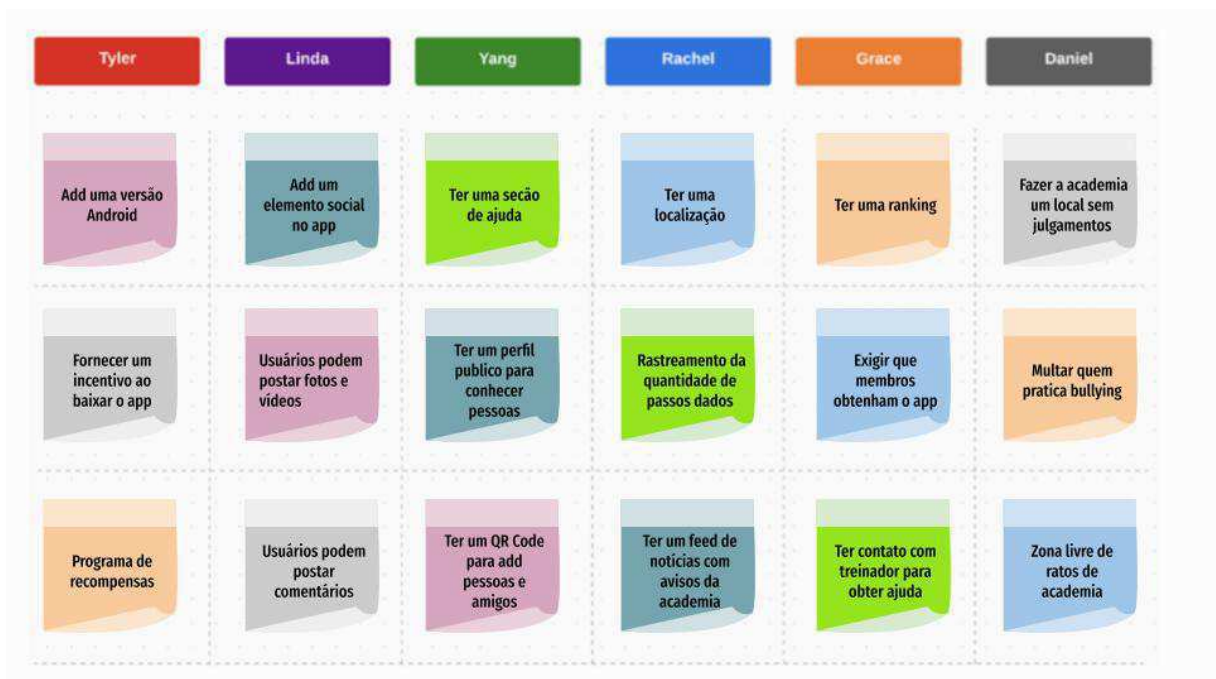 Tyler
Linda
Yang
Rachel
Grace
Daniel
Add uma versão
Android
Add um
elemento social
no app
Ter uma secão
de ajuda
Ter uma
localização
Ter uma ranking
Fazer a academia
um local sem
julgamentos
Fornecer um
incentivo ao
baixar o app
Usuários podem
postar fotos e
vídeos
Ter um perfil
publico para
conhecer
pessoas
Rastreamento da
quantidade de
passos dados
Exigir que
membros
obtenham o app
Multar quem
pratica bullying
Programa de
recompensas
Usuários podem
postar
comentários
Ter um QR Code
para add
pessoas e
amigos
Ter um feed de
notícias com
avisos da
academia
Ter contato com
treinador para
obter ajuda
Zona livre de
ratos de
academia